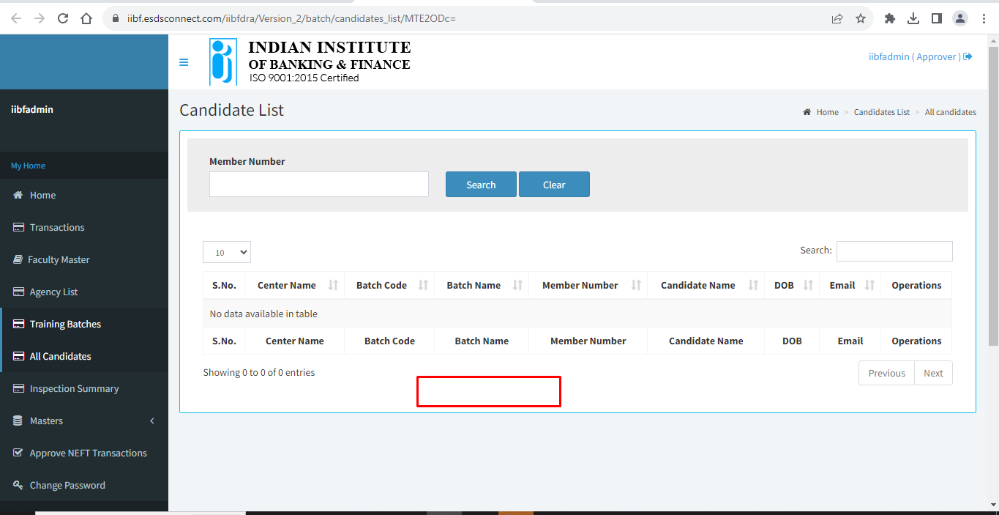 iibf.esdsconnect.com/iibfdra/Version_2/batch/candidates_list/MTE2ODc=
INDIAN INSTITUTE
OF BANKING & FINANCE
ISO 9001:2015 Certified
iibfadmin ( Approver )
iibfadmin
My Home
Home
Transactions
Faculty Master
Agency List
Training Batches
All Candidates
Inspection Summary
Masters
Approve NEFT Transactions
Change Password
Candidate List
Home > Candidates List > All candidates
Member Number
Search Clear
10 Search:
S.No. Center Name Batch Code Batch Name Member Number Candidate Name DOB Email Operations
No data available in table
S.No. Center Name Batch Code Batch Name Member Number Candidate Name DOB Email Operations
Showing 0 to 0 of 0 entries
Previous Next